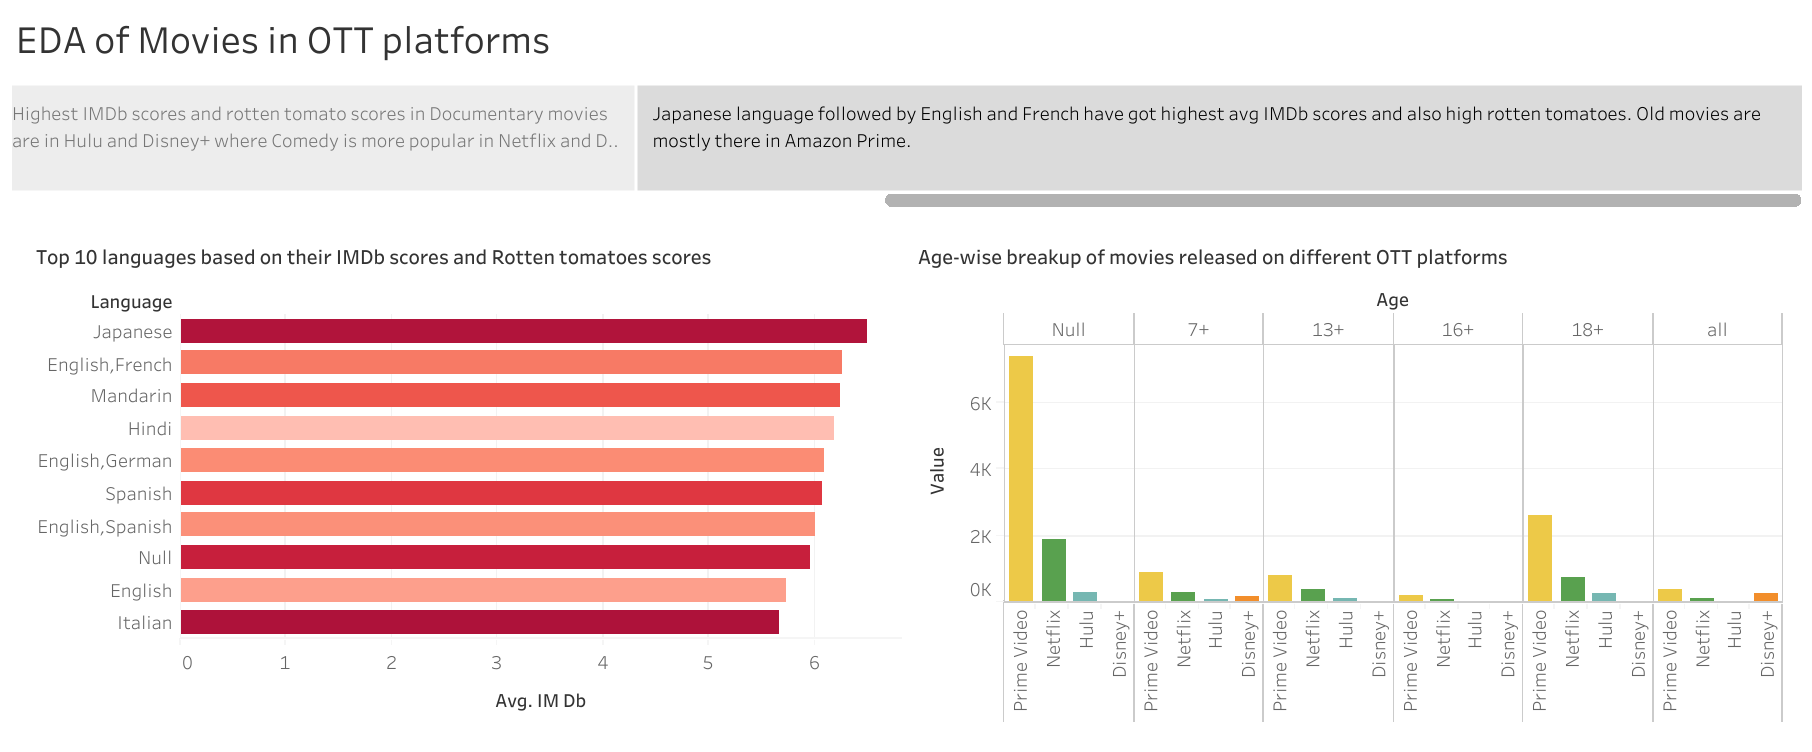 EDA of Movies in OTT platforms
Highest IMDb scores and rotten tomato scores in Documentary movies
are in Hulu and Disney+ where Comedy is more popular in Netflix and D..
Japanese language followed by English and French have got highest avg IMDb scores and also high rotten tomatoes. Old movies are
mostly there in Amazon Prime.
Top 10 languages based on their IMDb scores and Rotten tomatoes scores
Language
Japanese
English,French
Mandarin
Hindi
English,German
Spanish
English,Spanish
Null
English
Italian
0 1 2 3 4 5 6
Avg. IM Db
Age-wise breakup of movies released on different OTT platforms
Age
Null 7+ 13+ 16+ 18+ all
Value
6K
4K
2K
0K
Prime Video Netflix Hulu Disney+ Prime Video Netflix Hulu Disney+ Prime Video Netflix Hulu Disney+ Prime Video Netflix Hulu Disney+ Prime Video Netflix Hulu Disney+ Prime Video Netflix Hulu Disney+